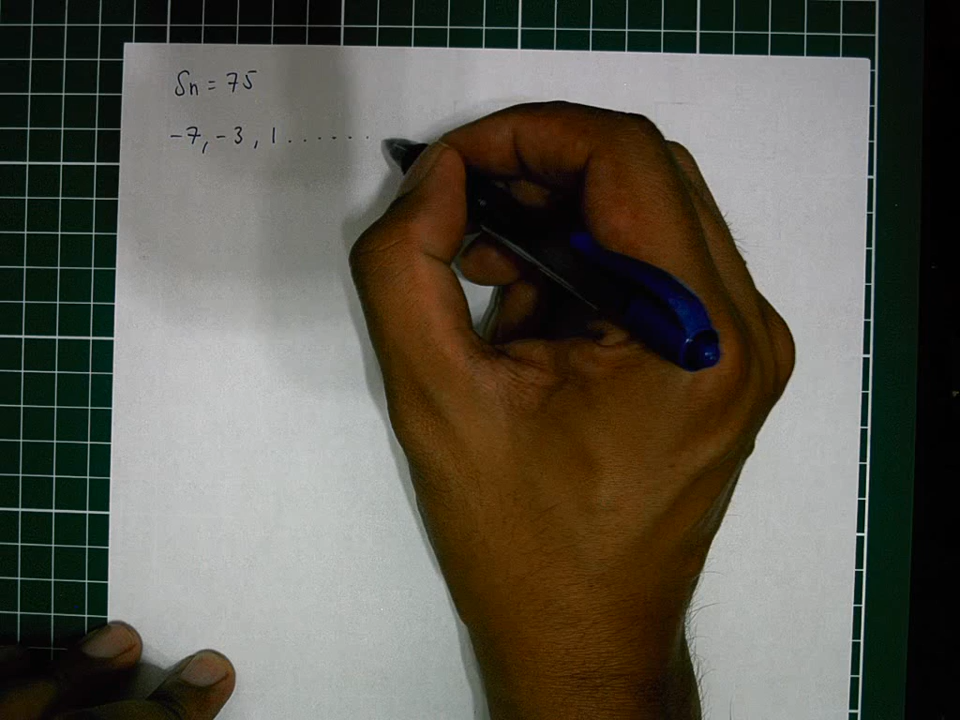 Sn = 75
-7, -3, 1 ......